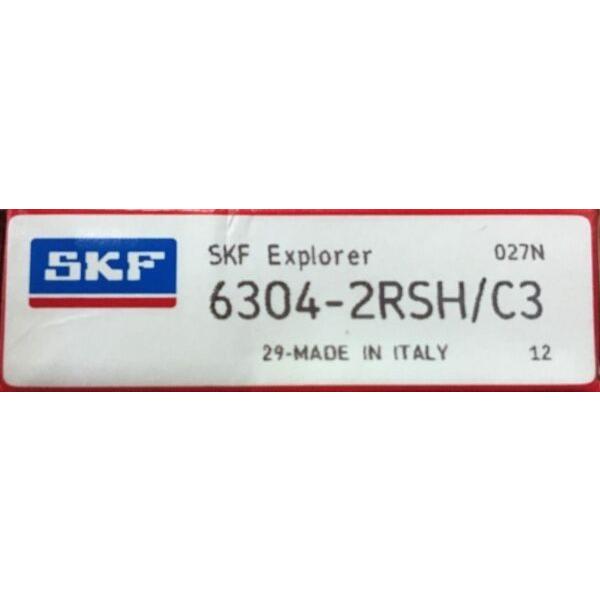 SKF
SKF Explorer 027N
6304-2RSH/C3
29-MADE IN ITALY 12